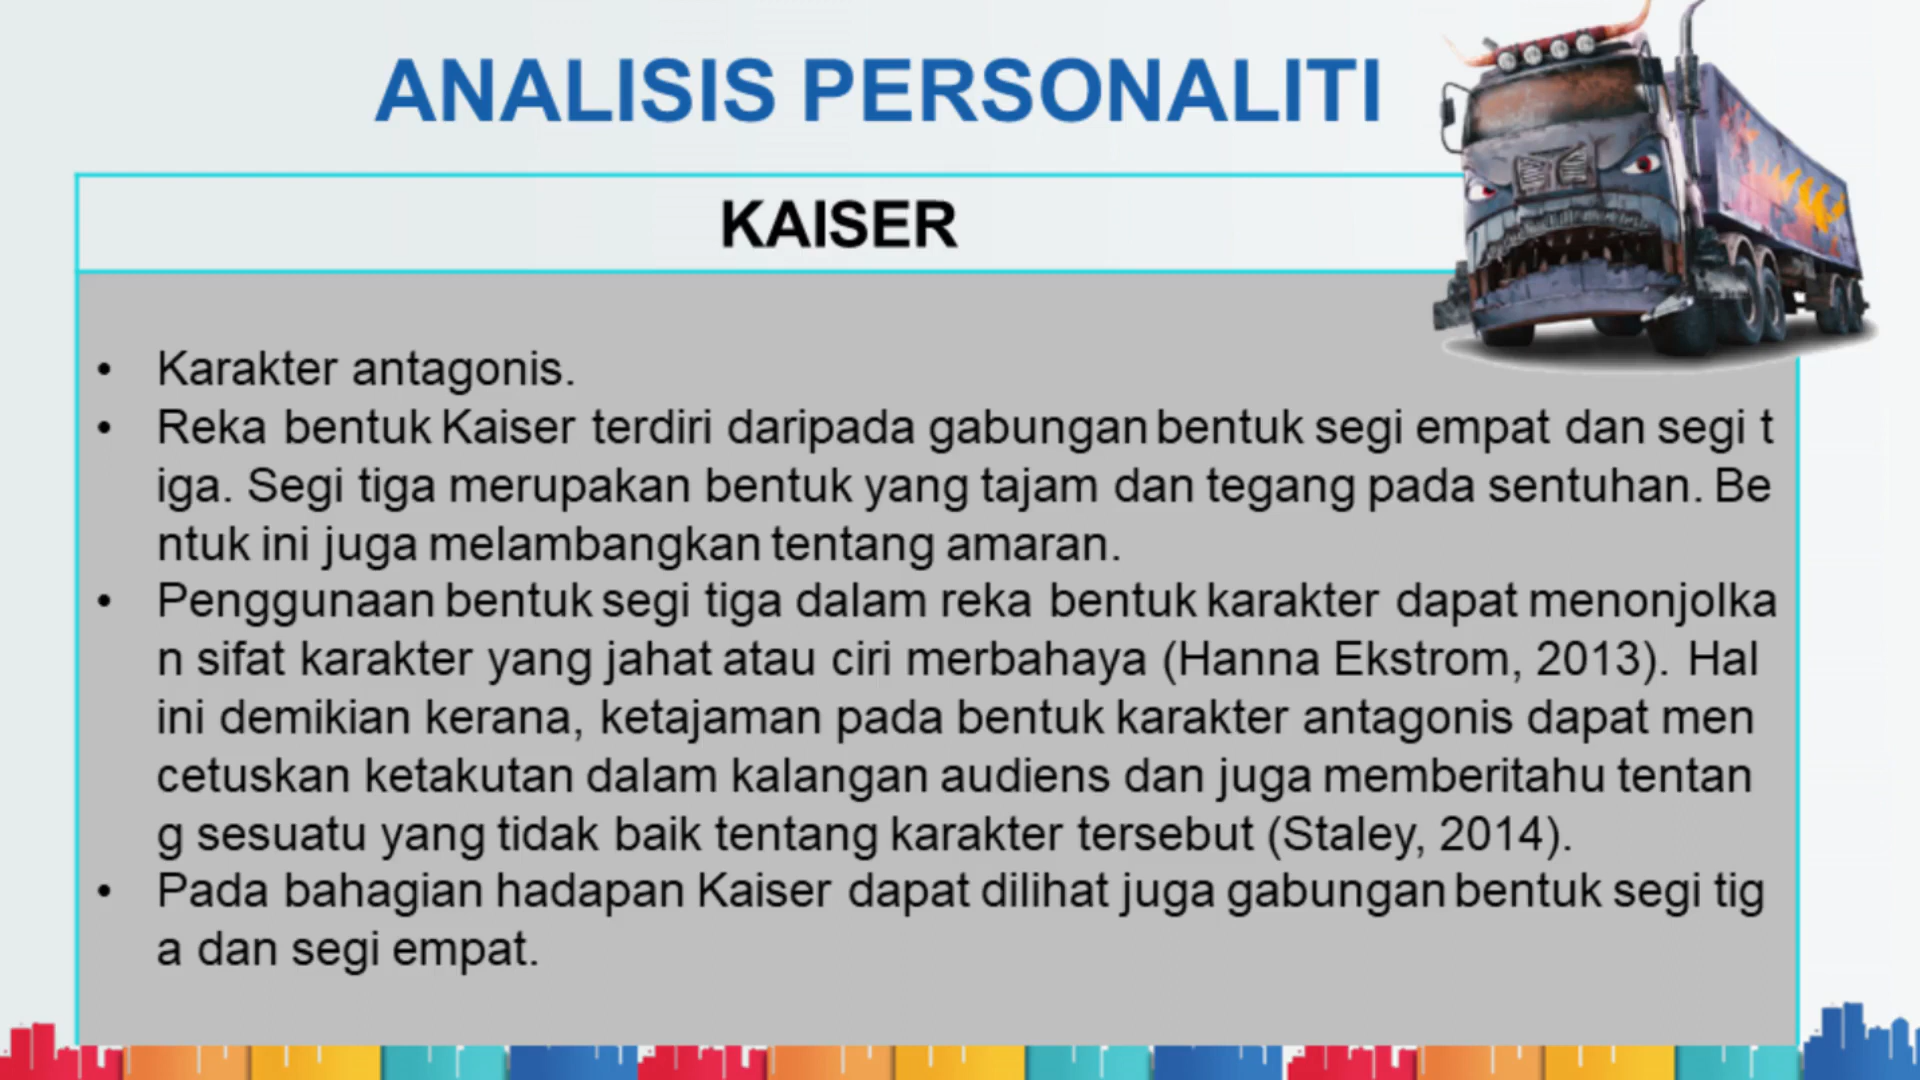 ANALISIS PERSONALITI
KAISER
• Karakter antagonis.
• Reka bentuk Kaiser terdiri daripada gabungan bentuk segi empat dan segi t
iga. Segi tiga merupakan bentuk yang tajam dan tegang pada sentuhan. Be
ntuk ini juga melambangkan tentang amaran.
• Penggunaan bentuk segi tiga dalam reka bentuk karakter dapat menonjolka
n sifat karakter yang jahat atau ciri merbahaya (Hanna Ekstrom, 2013). Hal
ini demikian kerana, ketajaman pada bentuk karakter antagonis dapat men
cetuskan ketakutan dalam kalangan audiens dan juga memberitahu tentan
g sesuatu yang tidak baik tentang karakter tersebut (Staley, 2014).
• Pada bahagian hadapan Kaiser dapat dilihat juga gabungan bentuk segi tig
a dan segi empat.